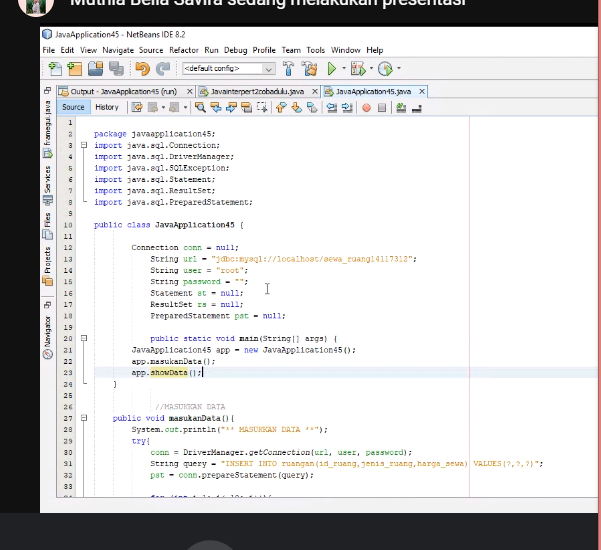 Muthia Bella Savira sedang melakukan presentasi
JavaApplication45 - NetBeans IDE 8.2
File Edit View Navigate Source Refactor Run Debug Profile Team Tools Window Help
<default config>
Output - JavaApplication45 (run) Javainterpert2cobadulu.java JavaApplication45.java
Source History
framegui.java
Services
Files
Projects
Navigator
1
2 package javaapplication45;
3 import java.sql.Connection;
4 import java.sql.DriverManager;
5 import java.sql.SQLException;
6 import java.sql.Statement;
7 import java.sql.ResultSet;
8 import java.sql.PreparedStatement;
9
10 public class JavaApplication45 {
11
12 Connection conn = null;
13 String url = "jdbc:mysql://localhost/sewa_ruang14117312";
14 String user = "root";
15 String password = "";
16 Statement st = null;
17 ResultSet rs = null;
18 PreparedStatement pst = null;
19
20 public static void main(String[] args) {
21 JavaApplication45 app = new JavaApplication45();
22 app.masukanData();
23 app.showData();
24 }
25
26 //MASUKKAN DATA
27 public void masukanData(){
28 System.out.println("** MASUKKAN DATA **");
29 try{
30 conn = DriverManager.getConnection(url, user, password);
31 String query = "INSERT INTO ruangan(id_ruang,jenis_ruang,harga_sewa) VALUES(?,?,?)";
32 pst = conn.prepareStatement(query);
33